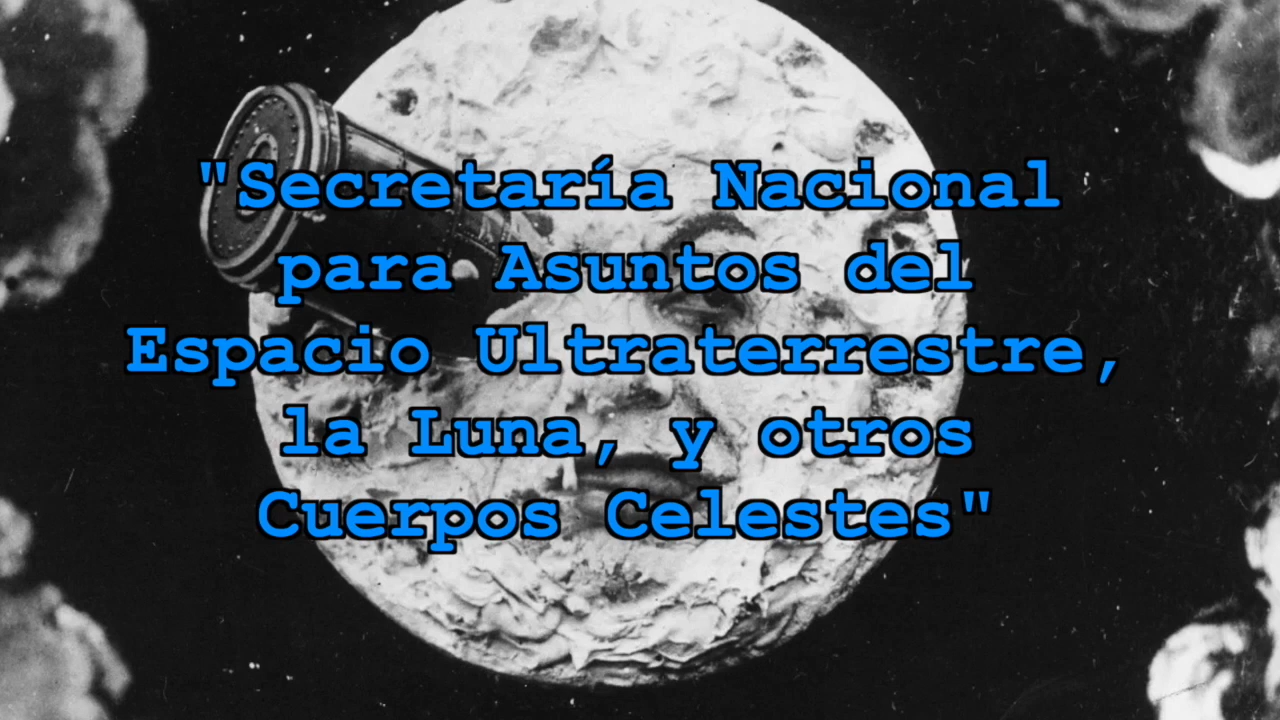 "Secretaría Nacional
para Asuntos del
Espacio Ultraterrestre,
la Luna, y otros
Cuerpos Celestes"